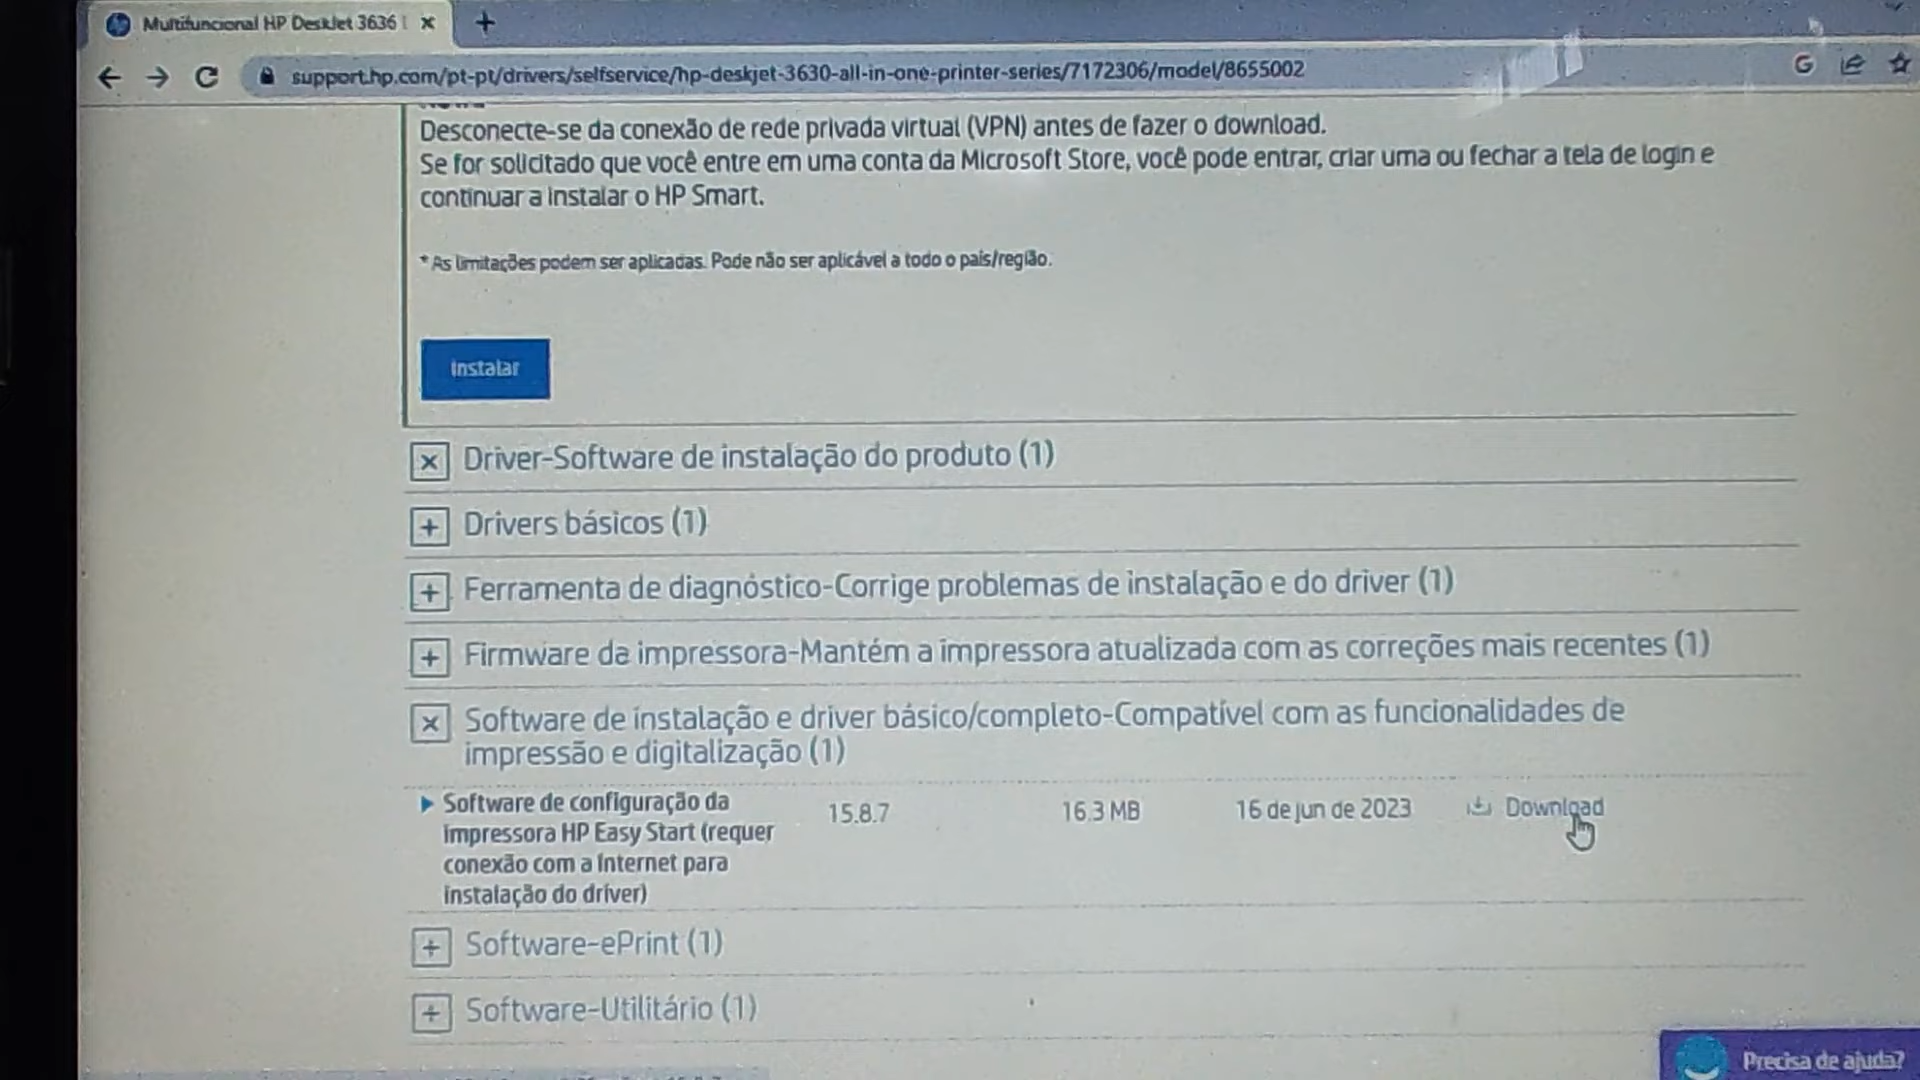 Multifuncional HP DeskJet 3636
support.hp.com/pt-pt/drivers/selfservice/hp-deskjet-3630-all-in-one-printer-series/7172306/model/8655002
Desconecte-se da conexão de rede privada virtual (VPN) antes de fazer o download.
Se for solicitado que você entre em uma conta da Microsoft Store, você pode entrar, criar uma ou fechar a tela de login e
continuar a instalar o HP Smart.
* As limitações podem ser aplicadas. Pode não ser aplicável a todo o país/região.
Instalar
Driver-Software de instalação do produto (1)
Drivers básicos (1)
Ferramenta de diagnóstico-Corrige problemas de instalação e do driver (1)
Firmware da impressora-Mantém a impressora atualizada com as correções mais recentes (1)
Software de instalação e driver básico/completo-Compatível com as funcionalidades de
impressão e digitalização (1)
Software de configuração da 15.8.7 16.3 MB 16 de jun de 2023 Download
impressora HP Easy Start (requer
conexão com a Internet para
instalação do driver)
Software-ePrint (1)
Software-Utilitário (1)
Precisa de ajuda?